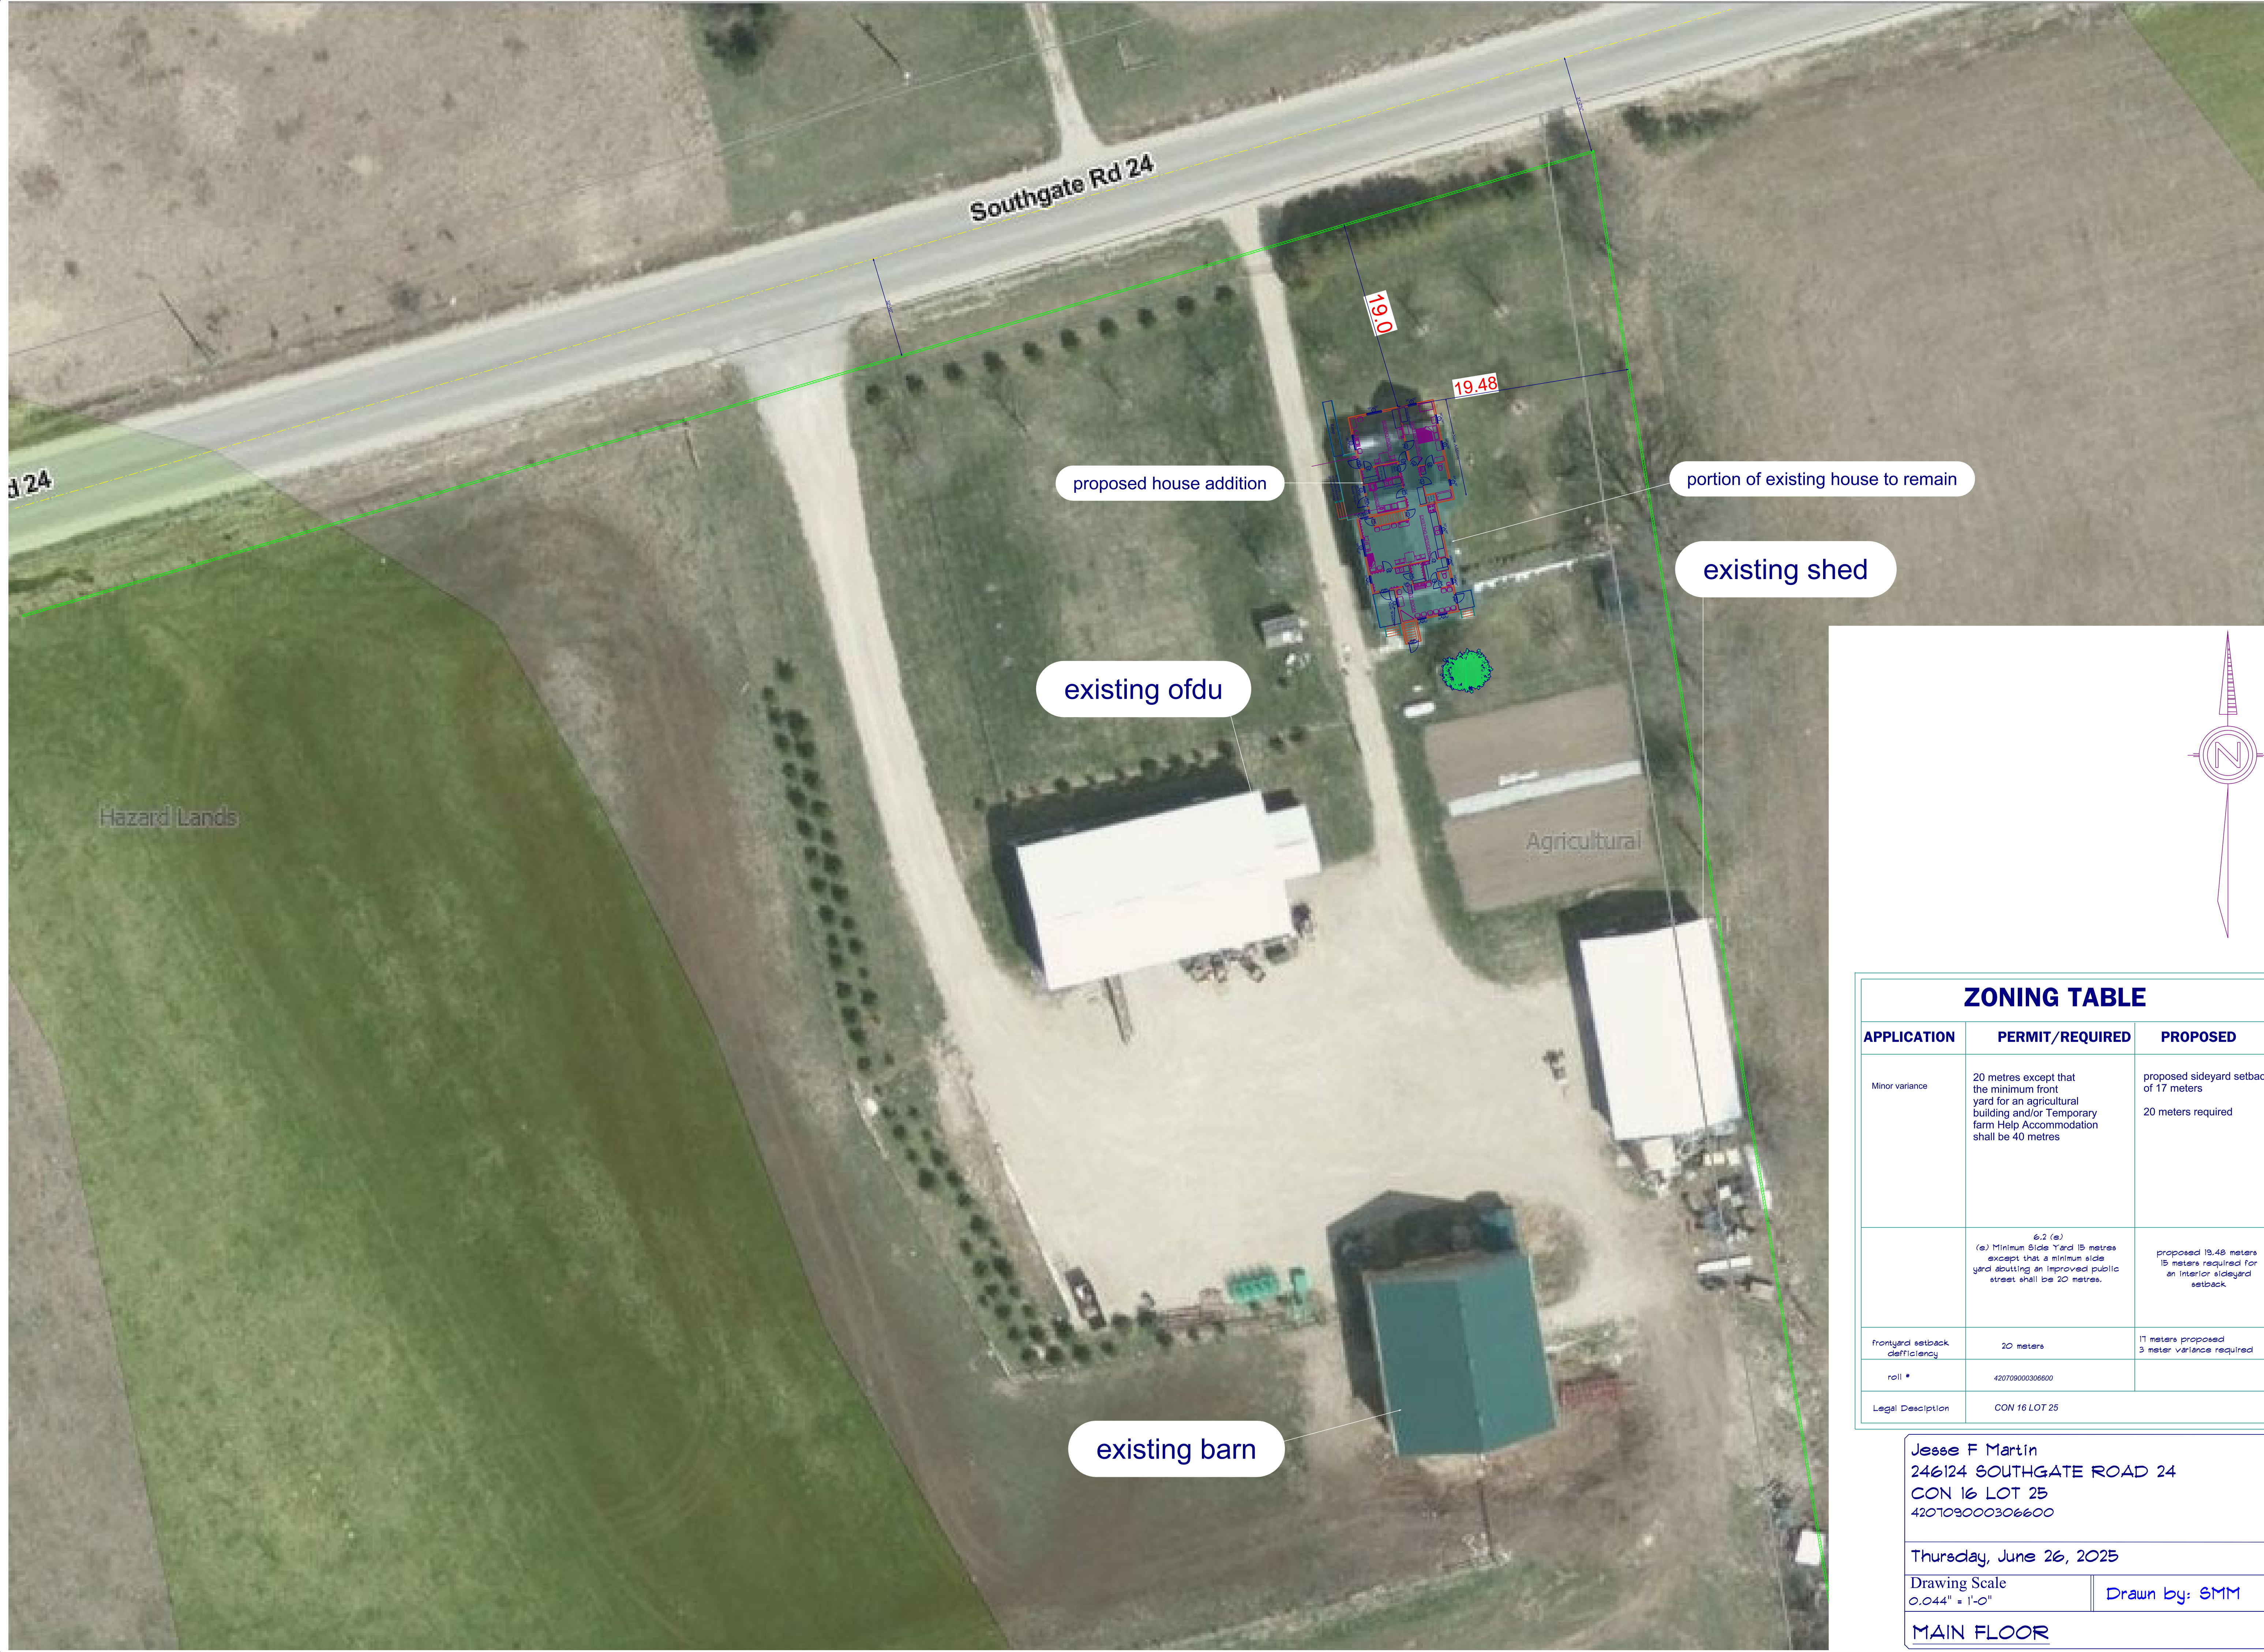 Southgate Rd 24
d 24
19.0
19.48
proposed house addition
portion of existing house to remain
existing shed
existing ofdu
Hazard Lands
Agricultural
existing barn
N
ZONING TABLE
APPLICATION
PERMIT/REQUIRED
PROPOSED
Minor variance
20 metres except that
the minimum front
yard for an agricultural
building and/or Temporary
farm Help Accommodation
shall be 40 metres
proposed sideyard setbac
of 17 meters
20 meters required
6.2 (e)
(e) Minimum Side Yard 15 metres
except that a minimum side
yard abutting an improved public
street shall be 20 metres.
proposed 19.48 meters
15 meters required for
an interior sideyard
setback
frontyard setback
defficiency
20 meters
17 meters proposed
3 meter variance required
roll #
420709000306600
Legal Desciption
CON 16 LOT 25
Jesse F Martin
246124 SOUTHGATE ROAD 24
CON 16 LOT 25
420709000306600
Thursday, June 26, 2025
Drawing Scale
0.044" = 1'-0"
Drawn by: SMM
MAIN FLOOR